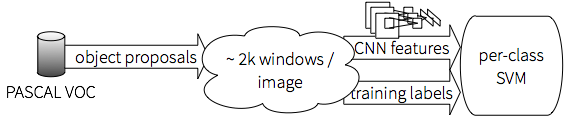 PASCAL VOC
object proposals
~ 2k windows /
image
CNN features
training labels
per-class
SVM